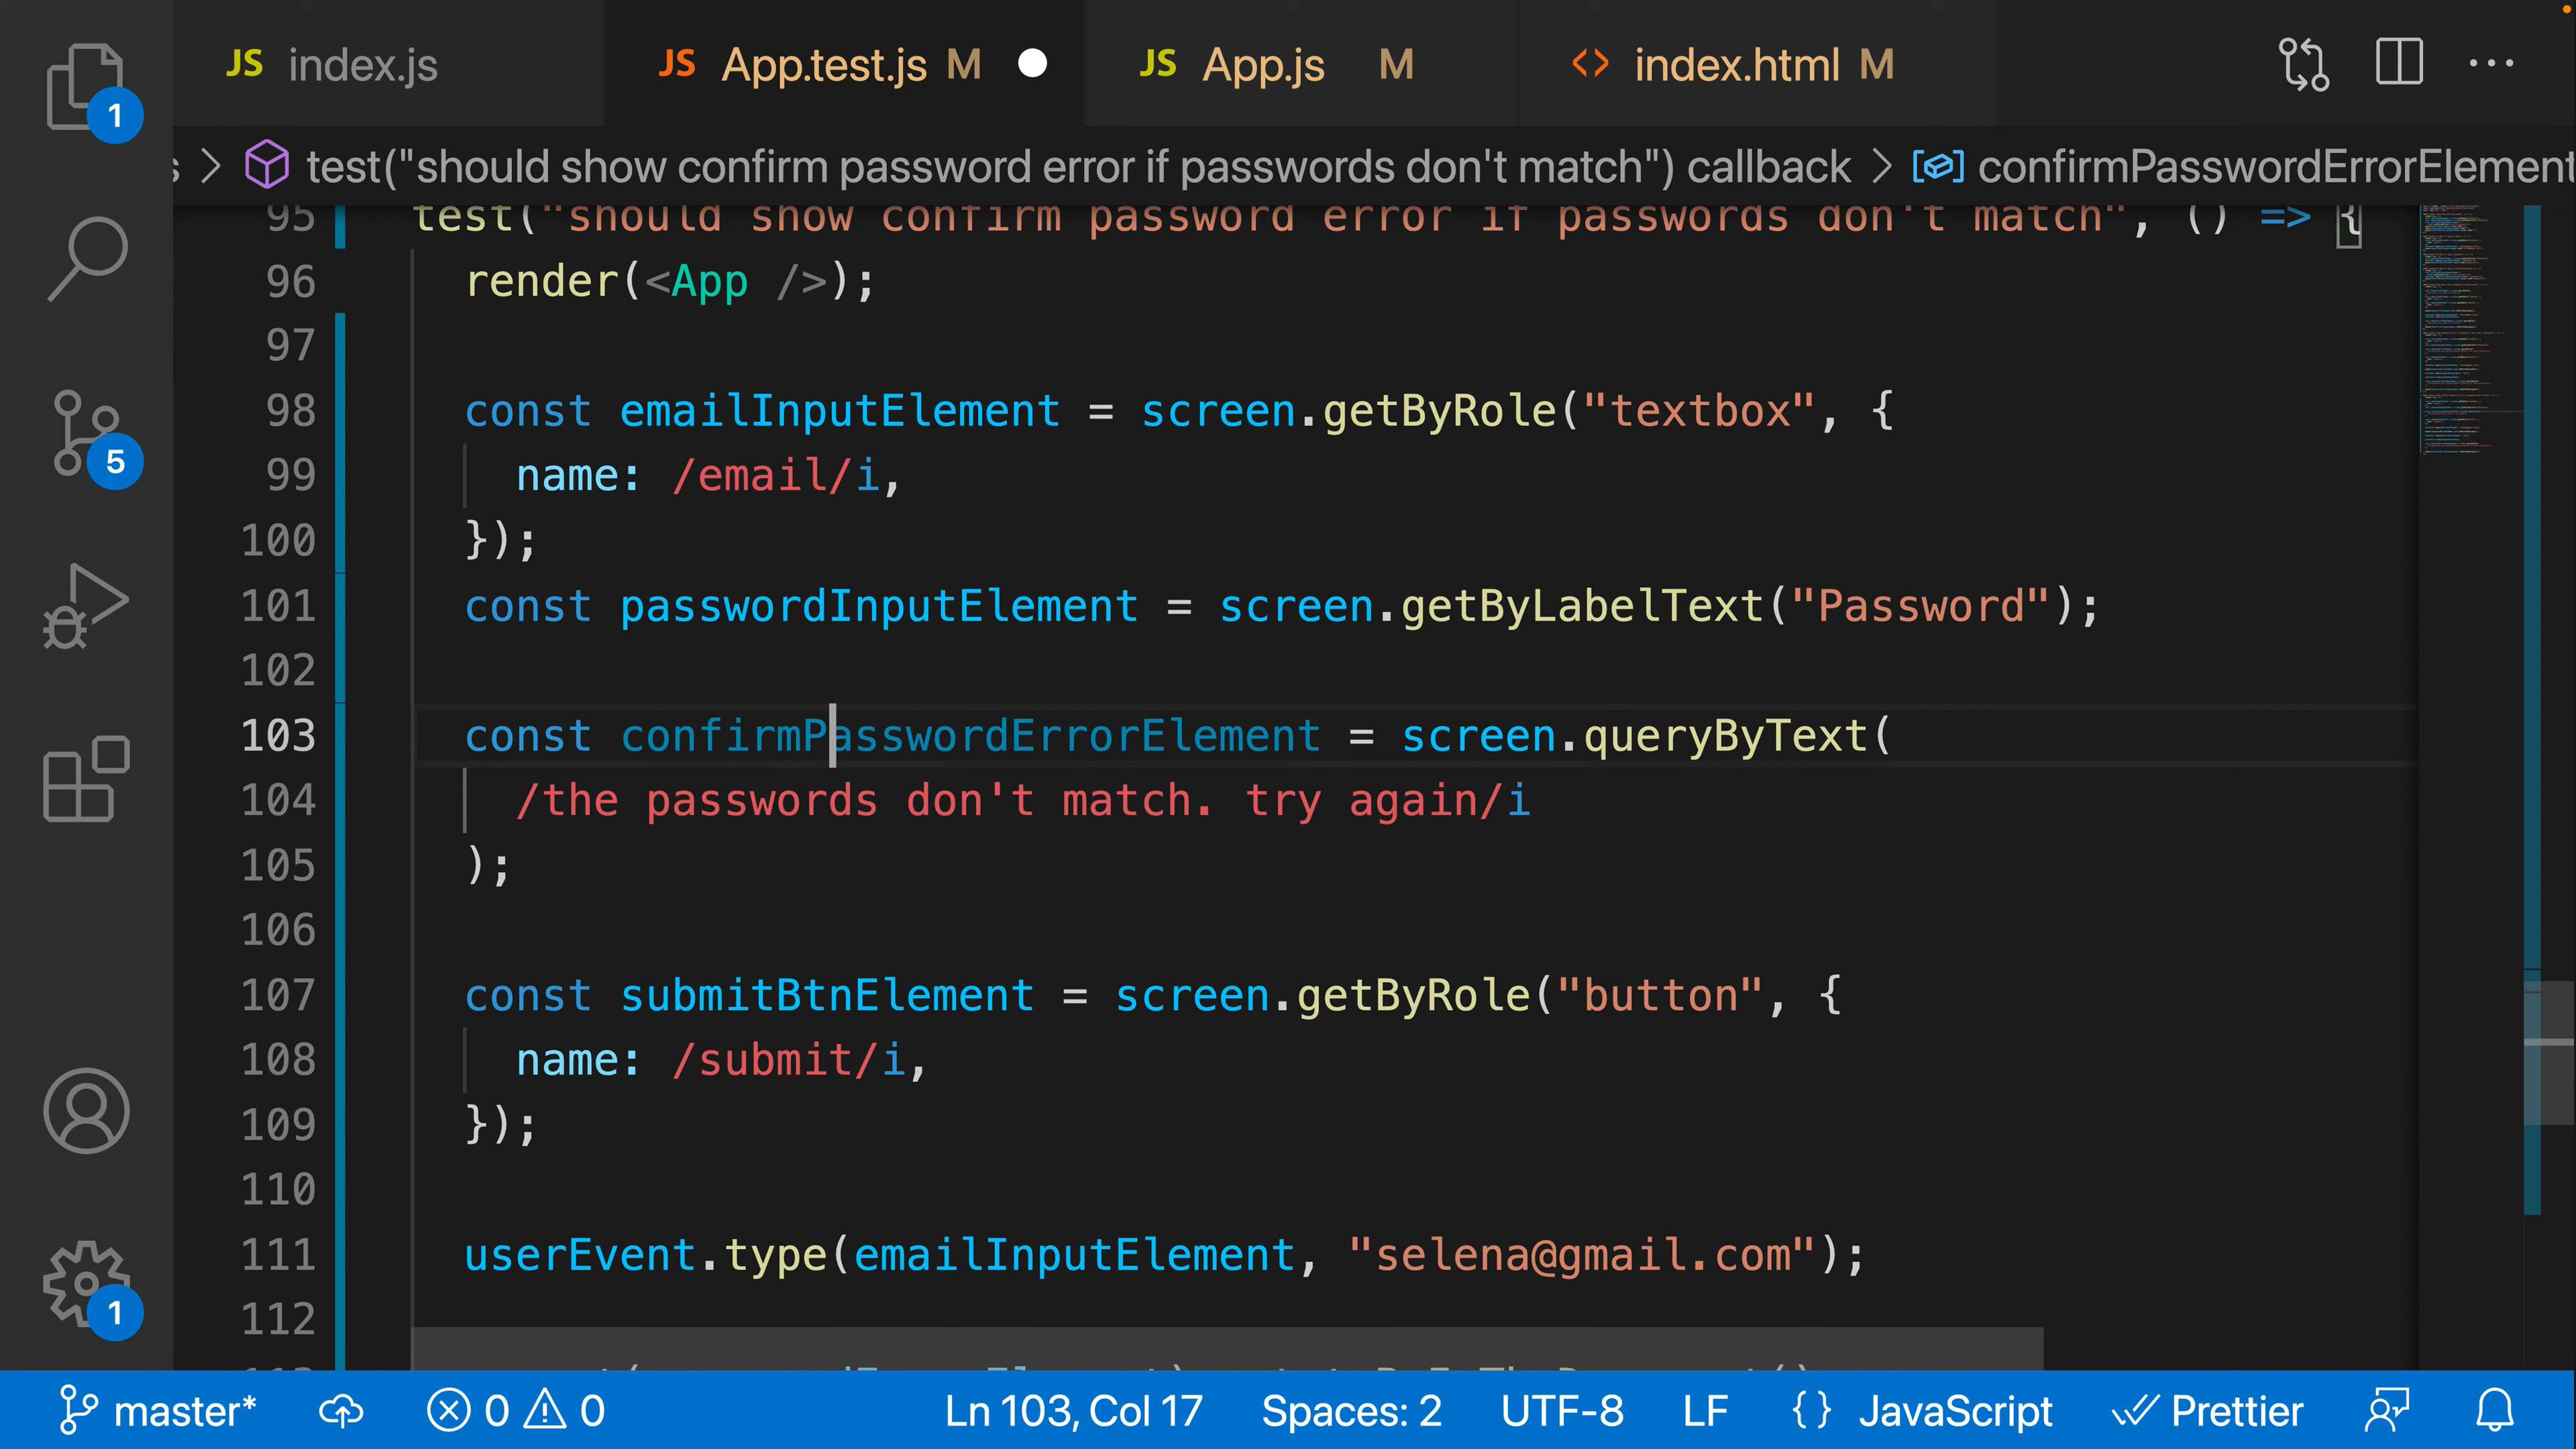 JS index.js JS App.test.js M JS App.js M <> index.html M
s > test("should show confirm password error if passwords don't match") callback > confirmPasswordErrorElement
95 test("should show confirm password error if passwords don't match", () => {
96 render(<App />);
97
98 const emailInputElement = screen.getByRole("textbox", {
99 name: /email/i,
100 });
101 const passwordInputElement = screen.getByLabelText("Password");
102
103 const confirmPasswordErrorElement = screen.queryByText(
104 /the passwords don't match. try again/i
105 );
106
107 const submitBtnElement = screen.getByRole("button", {
108 name: /submit/i,
109 });
110
111 userEvent.type(emailInputElement, "selena@gmail.com");
112
1
5
1
master* 0 0 Ln 103, Col 17 Spaces: 2 UTF-8 LF {} JavaScript Prettier